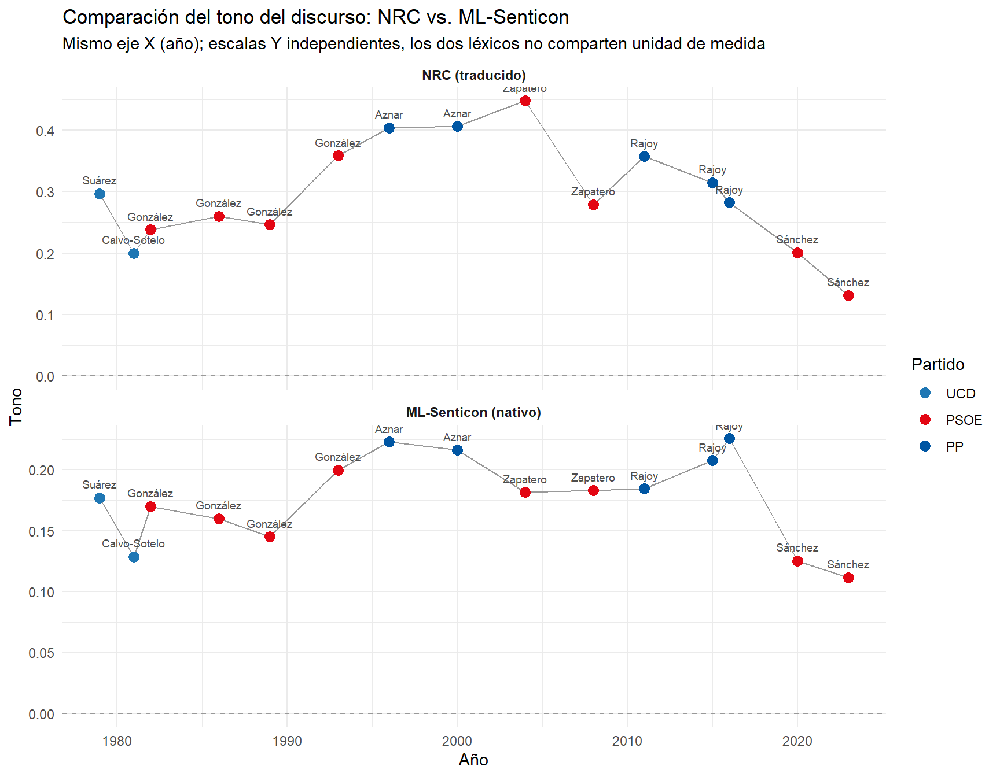 Comparación del tono del discurso: NRC vs. ML-Senticon
Mismo eje X (año); escalas Y independientes, los dos léxicos no comparten unidad de medida
NRC (traducido)
Zapatero
Aznar
Aznar
González
Rajoy
Suárez
Rajoy
Rajoy
Zapatero
González
González
González
Calvo-Sotelo
Sánchez
Sánchez
0.4
0.3
0.2
0.1
0.0
Tono
ML-Senticon (nativo)
Aznar
Aznar
Rajoy
Rajoy
González
Suárez
Zapatero
Zapatero
Rajoy
González
González
González
Calvo-Sotelo
Sánchez
Sánchez
0.20
0.15
0.10
0.05
0.00
1980
1990
2000
2010
2020
Año
Partido
UCD
PSOE
PP